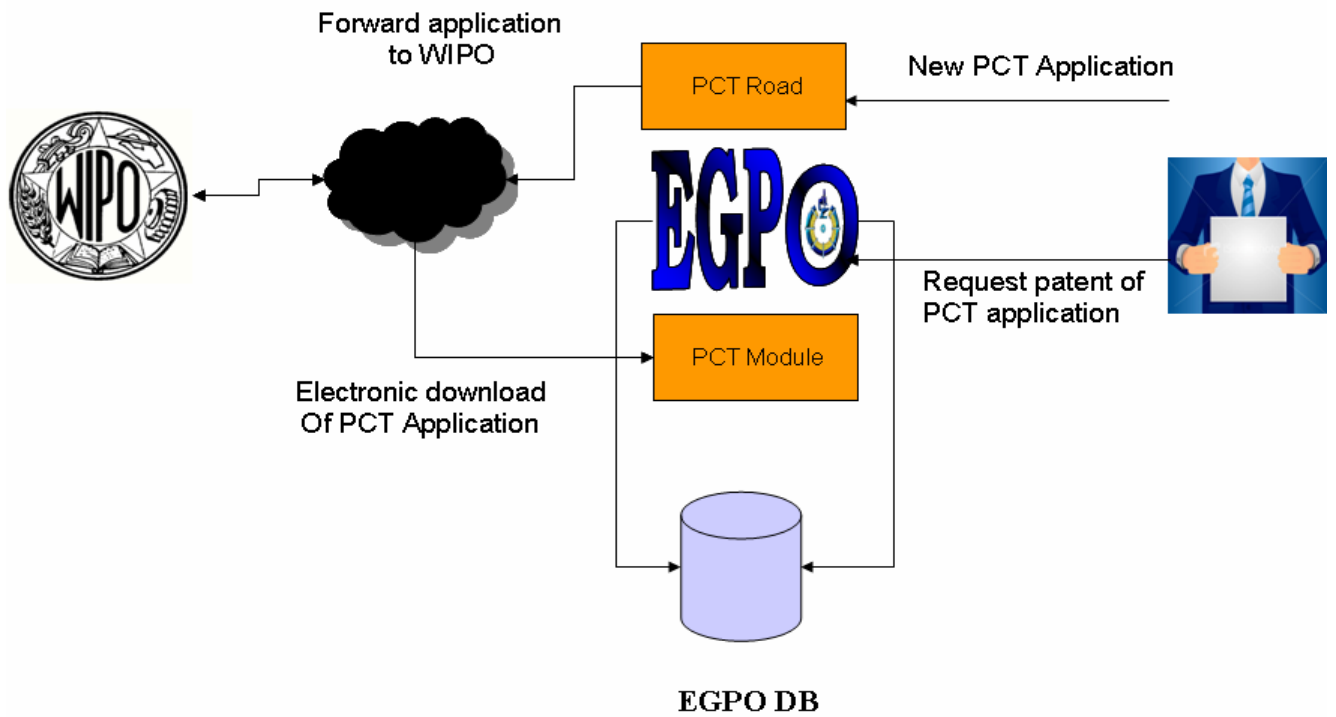 Forward application
to WIPO
PCT Road
New PCT Application
WIPO
EGPO
Request patent of
PCT application
PCT Module
Electronic download
Of PCT Application
EGPO DB